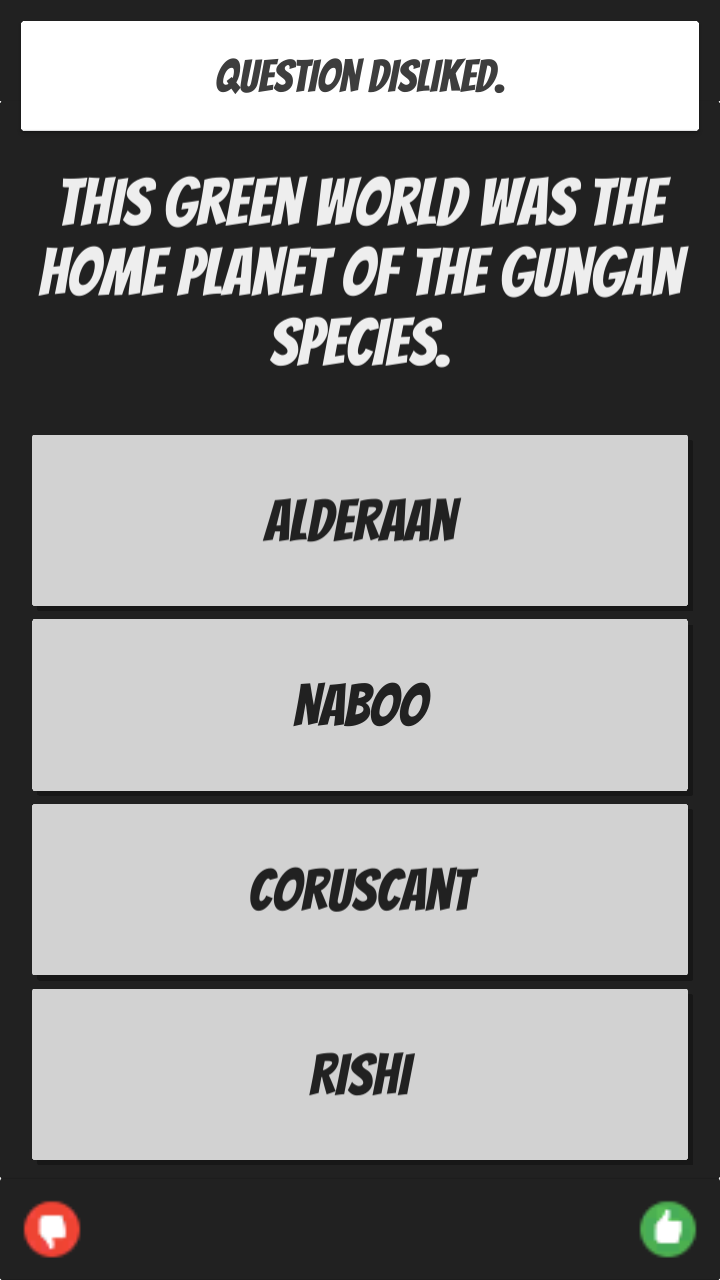 QUESTION DISLIKED.
THIS GREEN WORLD WAS THE
HOME PLANET OF THE GUNGAN
SPECIES.
ALDERAAN
NABOO
CORUSCANT
RISHI